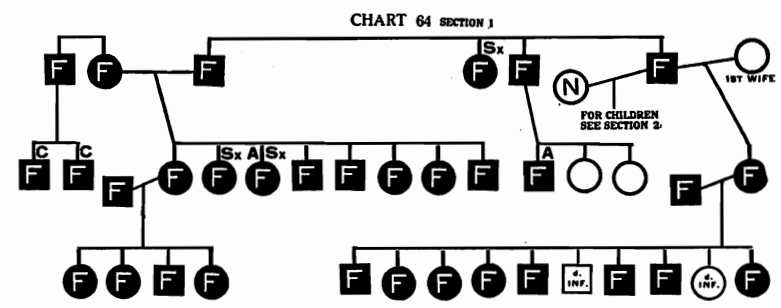 CHART 64 SECTION 1
Sx
F F F F F N F
1ST WIFE
FOR CHILDREN
SEE SECTION 2.
C C Sx A Sx A
F F F F F F F F F F F F F F
F F F F F F F F F d. INF. F F d. INF. F